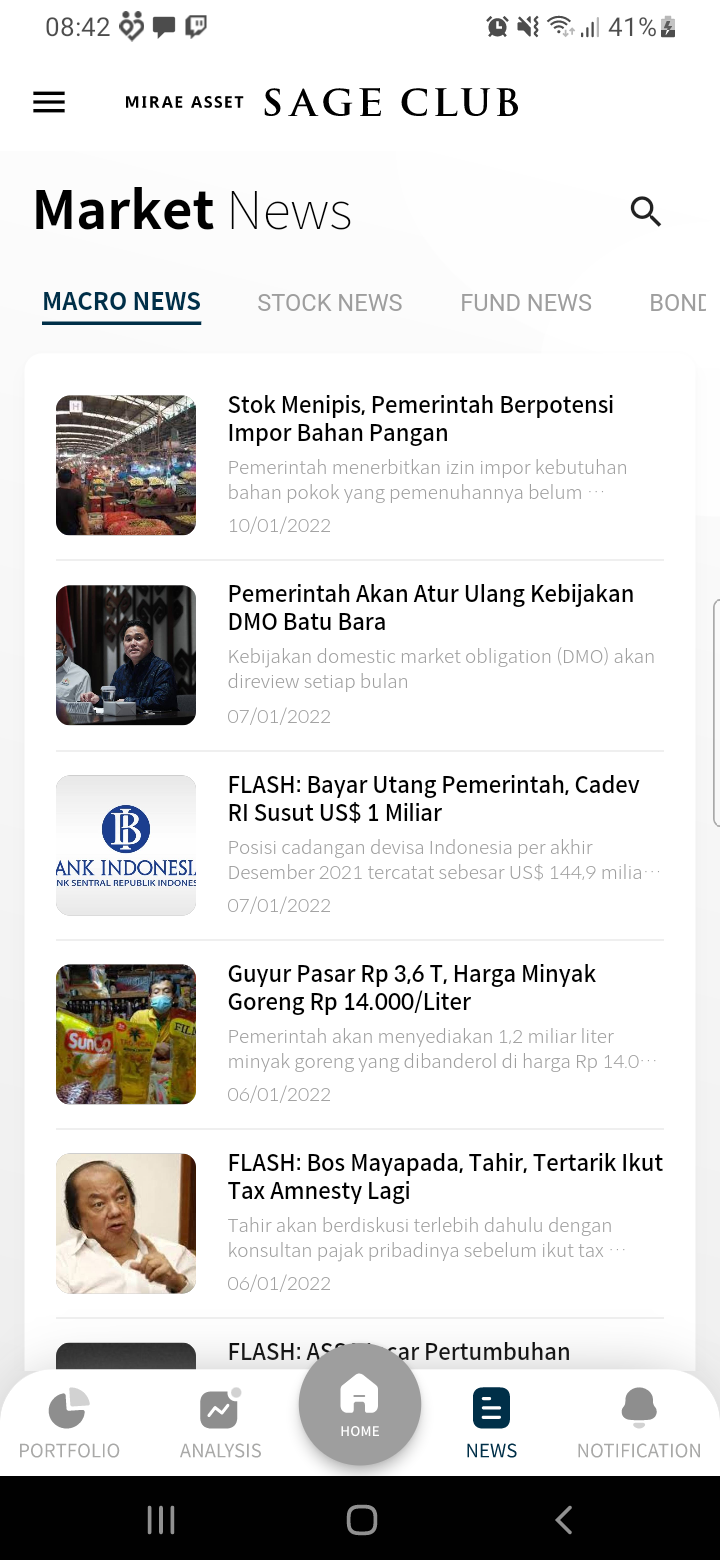 08:42
41%
MIRAE ASSET SAGE CLUB
Market News
MACRO NEWS STOCK NEWS FUND NEWS BOND
Stok Menipis, Pemerintah Berpotensi
Impor Bahan Pangan
Pemerintah menerbitkan izin impor kebutuhan
bahan pokok yang pemenuhannya belum ...
10/01/2022
Pemerintah Akan Atur Ulang Kebijakan
DMO Batu Bara
Kebijakan domestic market obligation (DMO) akan
direview setiap bulan
07/01/2022
FLASH: Bayar Utang Pemerintah, Cadev
RI Susut US$ 1 Miliar
ANK INDONESI
NK SENTRAL REPUBLIK INDONES
Posisi cadangan devisa Indonesia per akhir
Desember 2021 tercatat sebesar US$ 144,9 milia...
07/01/2022
Guyur Pasar Rp 3,6 T, Harga Minyak
Goreng Rp 14.000/Liter
SunCo
FIL
Pemerintah akan menyediakan 1,2 miliar liter
minyak goreng yang dibanderol di harga Rp 14.0...
06/01/2022
FLASH: Bos Mayapada, Tahir, Tertarik Ikut
Tax Amnesty Lagi
Tahir akan berdiskusi terlebih dahulu dengan
konsultan pajak pribadinya sebelum ikut tax ...
06/01/2022
FLASH: Pertumbuhan
PORTFOLIO ANALYSIS HOME NEWS NOTIFICATION